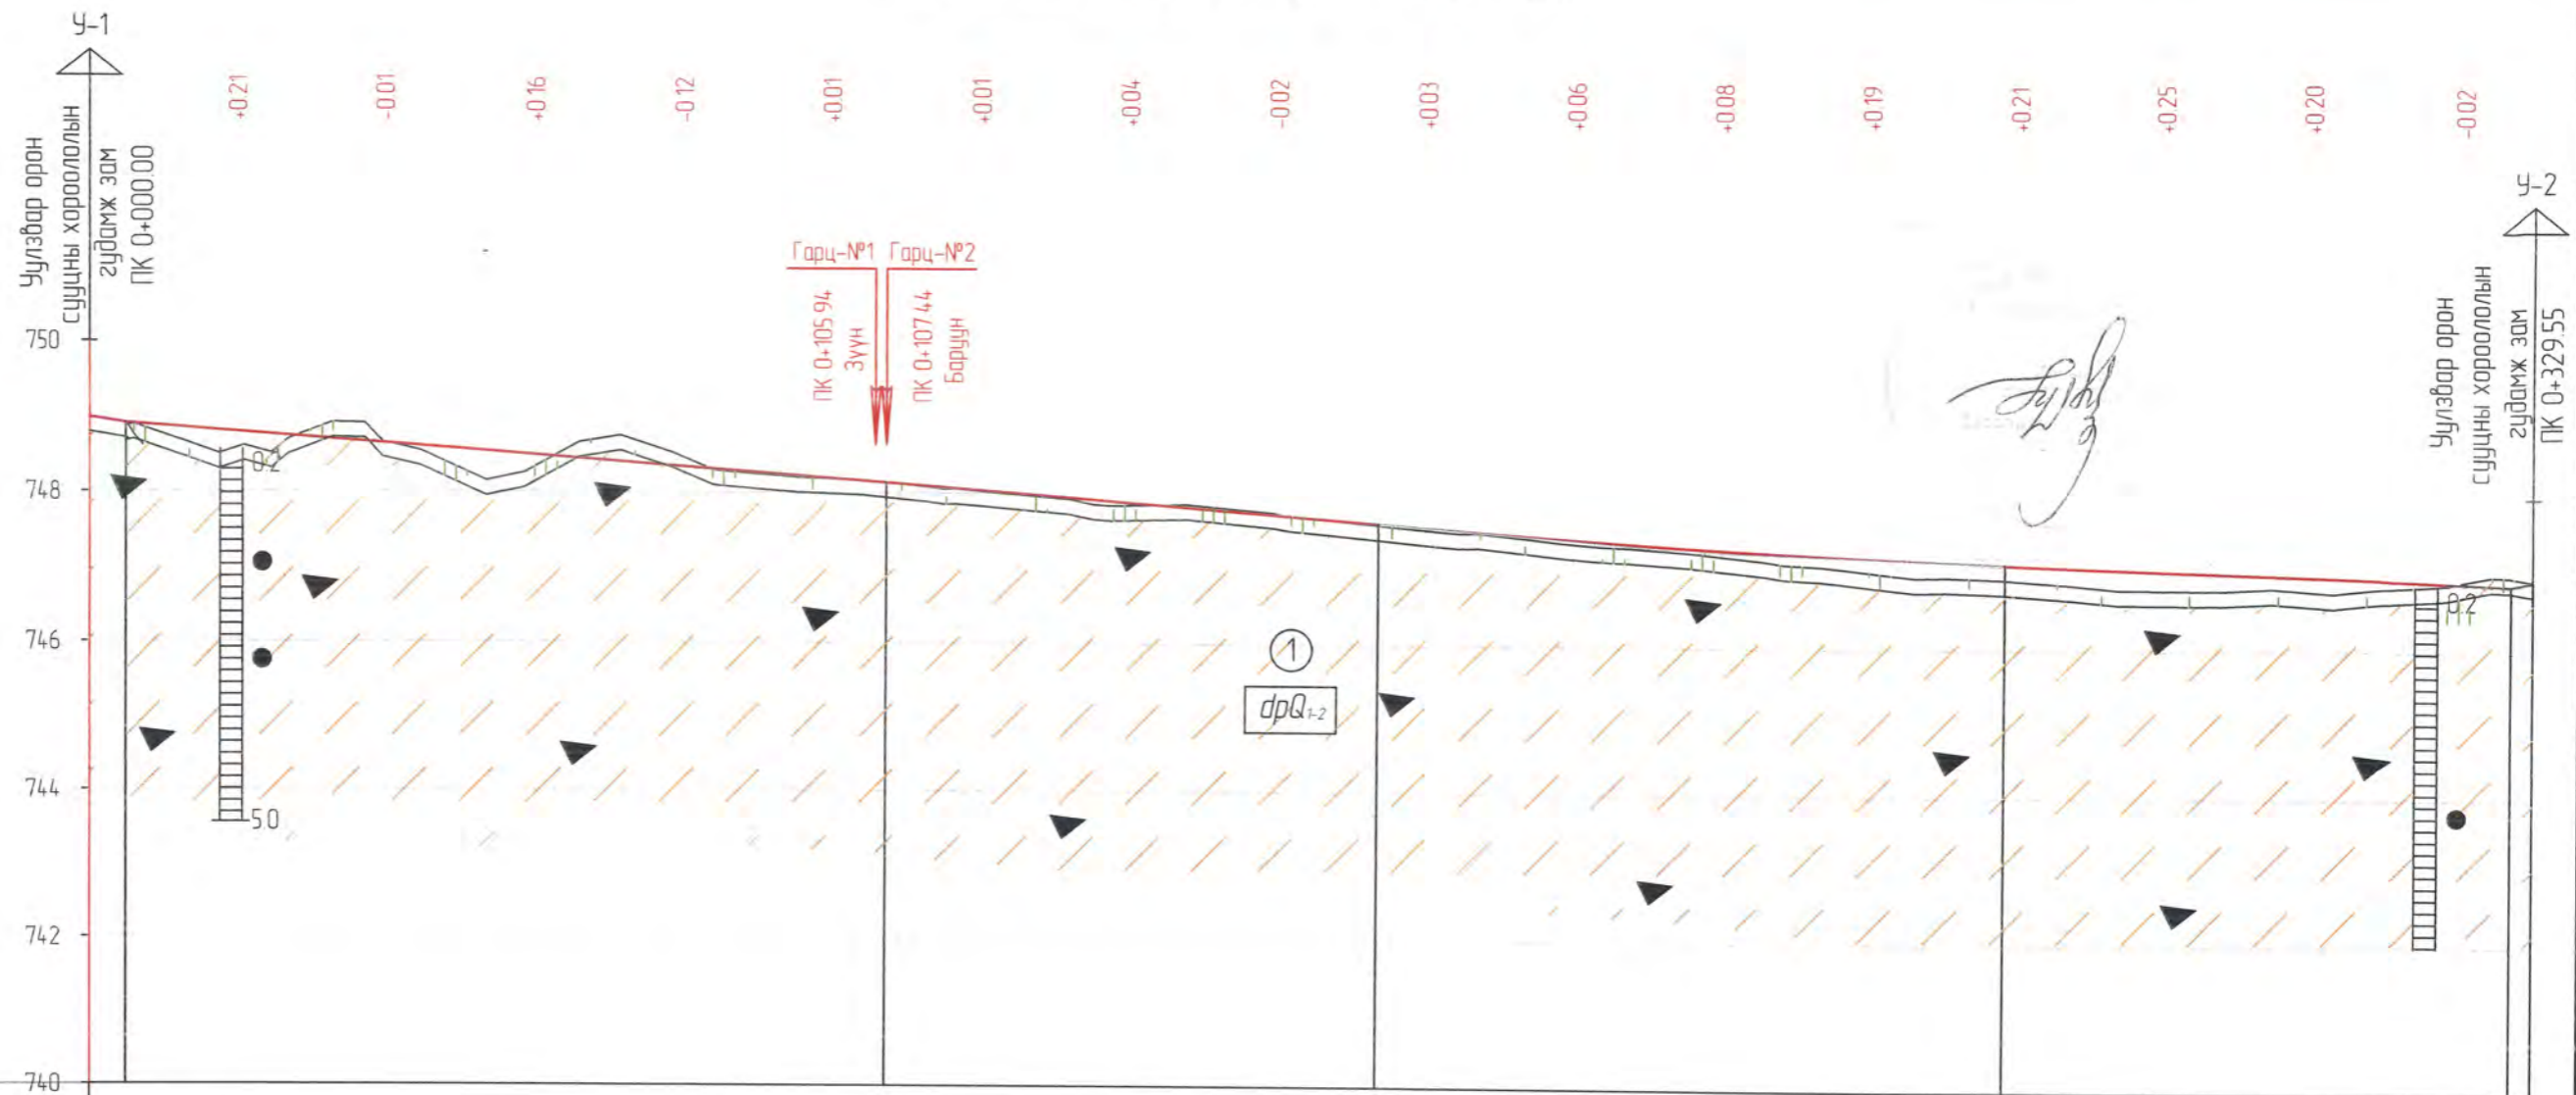 У-1
Уулзвар орон
сууцны хороололын
гудамж зам
ПК 0+000.00
+0.21
-0.01
+0.16
-0.12
+0.01
+0.01
+0.04
-0.02
+0.03
+0.06
+0.08
+0.19
+0.21
+0.25
+0.20
-0.02
У-2
Уулзвар орон
сууцны хороололын
гудамж зам
ПК 0+329.55
Гарц-№1
Гарц-№2
ПК 0+105.94
Зүүн
ПК 0+107.44
Баруун
750
748
746
744
742
740
0.2
5.0
1
dpQ1-2
0.2